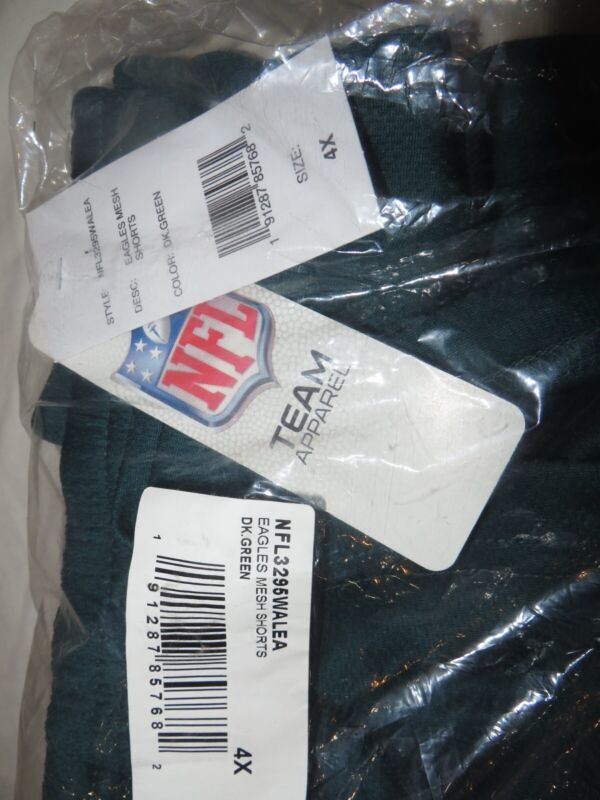 STYLE: NFL3295WALEA
DESC: EAGLES MESH
SHORTS
COLOR: DK.GREEN
1 91287 85768 2
SIZE: 4X
NFL
TEAM
APPAREL
NFL3295WALEA
EAGLES MESH SHORTS
DK.GREEN
1 91287 85768 2
4X